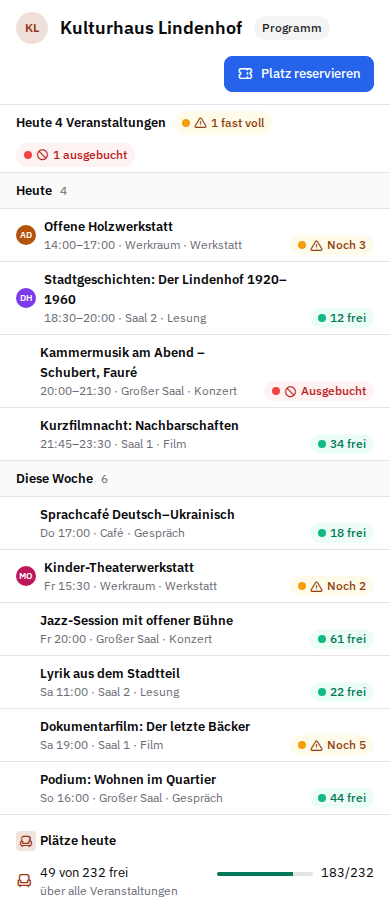 KL Kulturhaus Lindenhof Programm
Platz reservieren
Heute 4 Veranstaltungen 1 fast voll
1 ausgebucht
Heute 4
Offene Holzwerkstatt
AD 14:00–17:00 · Werkraum · Werkstatt Noch 3
Stadtgeschichten: Der Lindenhof 1920–
DH 1960
18:30–20:00 · Saal 2 · Lesung 12 frei
Kammermusik am Abend –
Schubert, Fauré
20:00–21:30 · Großer Saal · Konzert Ausgebucht
Kurzfilmnacht: Nachbarschaften
21:45–23:30 · Saal 1 · Film 34 frei
Diese Woche 6
Sprachcafé Deutsch–Ukrainisch
Do 17:00 · Café · Gespräch 18 frei
MO Kinder-Theaterwerkstatt
Fr 15:30 · Werkraum · Werkstatt Noch 2
Jazz-Session mit offener Bühne
Fr 20:00 · Großer Saal · Konzert 61 frei
Lyrik aus dem Stadtteil
Sa 11:00 · Saal 2 · Lesung 22 frei
Dokumentarfilm: Der letzte Bäcker
Sa 19:00 · Saal 1 · Film Noch 5
Podium: Wohnen im Quartier
So 16:00 · Großer Saal · Gespräch 44 frei
Plätze heute
49 von 232 frei 183/232
über alle Veranstaltungen